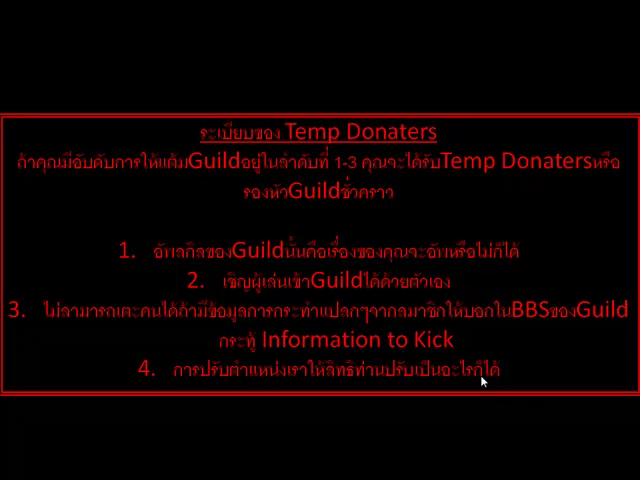 ระเบียบของ Temp Donaters
ถ้าคุณมีอับดับการให้แต้มGuildอยู่ในลำดับที่ 1-3 คุณจะได้รับTemp Donatersหรือ
รองหัวGuildชั่วคราว
1. อัพสกิลของGuildนั้นคือเรื่องของคุณจะอัพหรือไม่ก็ได้
2. เชิญผู้เล่นเข้าGuildได้ด้วยตัวเอง
3. ไม่สามารถเตะคนได้ถ้ามีข้อมูลการกระทำแปลกๆจากสมาชิกให้บอกในBBSของGuild
กระทู้ Information to Kick
4. การปรับตำแหน่งเราให้สิทธิท่านปรับเป็นอะไรก็ได้